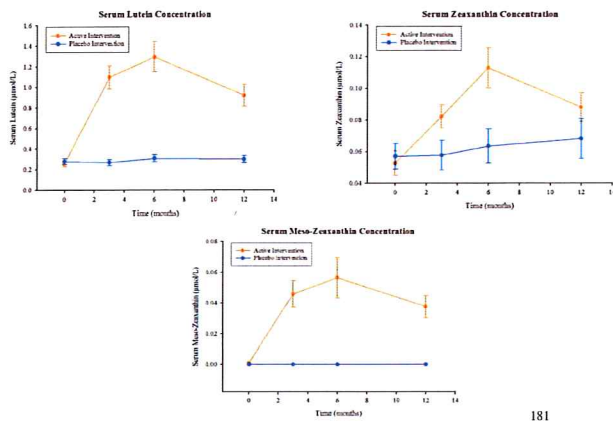 Serum Lutein Concentration
Active Intervention
Placebo Intervention
Serum Lutein (µmol/L)
1.6
1.4
1.2
1.0
0.8
0.6
0.4
0.2
0.0
0 2 4 6 8 10 12 14
Time (months)
Serum Zeaxanthin Concentration
Active Intervention
Placebo Intervention
Serum Zeaxanthin (µmol/L)
0.14
0.12
0.10
0.08
0.06
0.04
0 2 4 6 8 10 12
Time (months)
Serum Meso-Zeaxanthin Concentration
Active Intervention
Placebo Intervention
Serum Meso-Zeaxanthin (µmol/L)
0.08
0.06
0.04
0.02
0.00
0 2 4 6 8 10 12 14
Time (months)
181